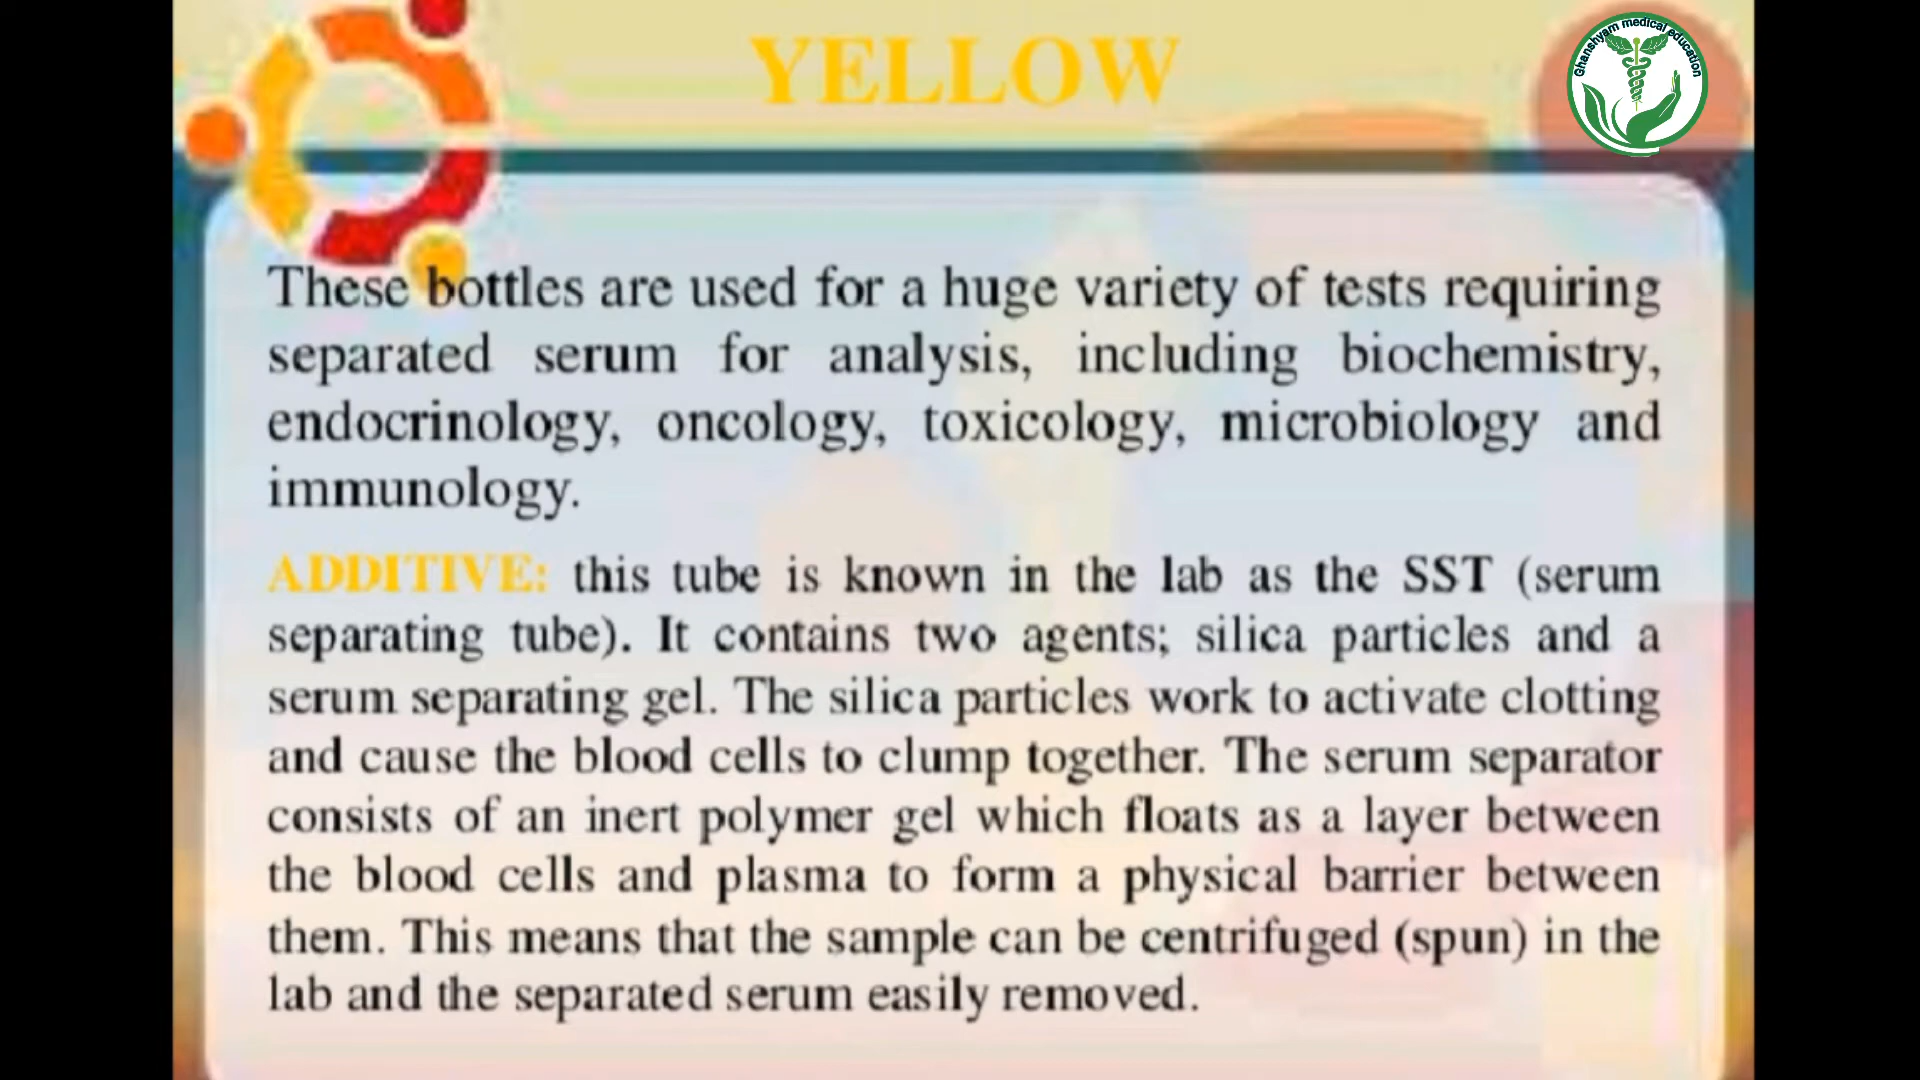 YELLOW
Ghanshyam medical education
These bottles are used for a huge variety of tests requiring
separated serum for analysis, including biochemistry,
endocrinology, oncology, toxicology, microbiology and
immunology.
ADDITIVE: this tube is known in the lab as the SST (serum
separating tube). It contains two agents; silica particles and a
serum separating gel. The silica particles work to activate clotting
and cause the blood cells to clump together. The serum separator
consists of an inert polymer gel which floats as a layer between
the blood cells and plasma to form a physical barrier between
them. This means that the sample can be centrifuged (spun) in the
lab and the separated serum easily removed.